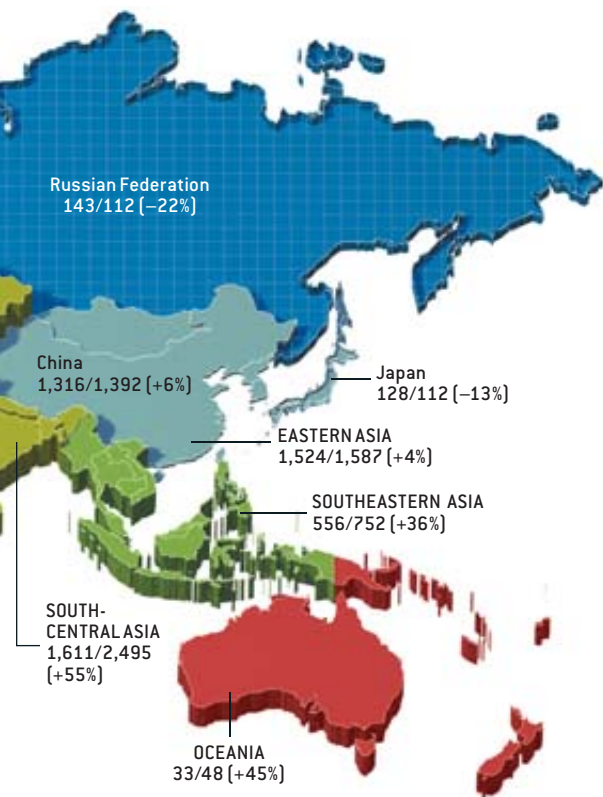 Russian Federation
143/112 (–22%)
China
1,316/1,392 (+6%)
Japan
128/112 (–13%)
EASTERN ASIA
1,524/1,587 (+4%)
SOUTHEASTERN ASIA
556/752 (+36%)
SOUTH-
CENTRAL ASIA
1,611/2,495
(+55%)
OCEANIA
33/48 (+45%)